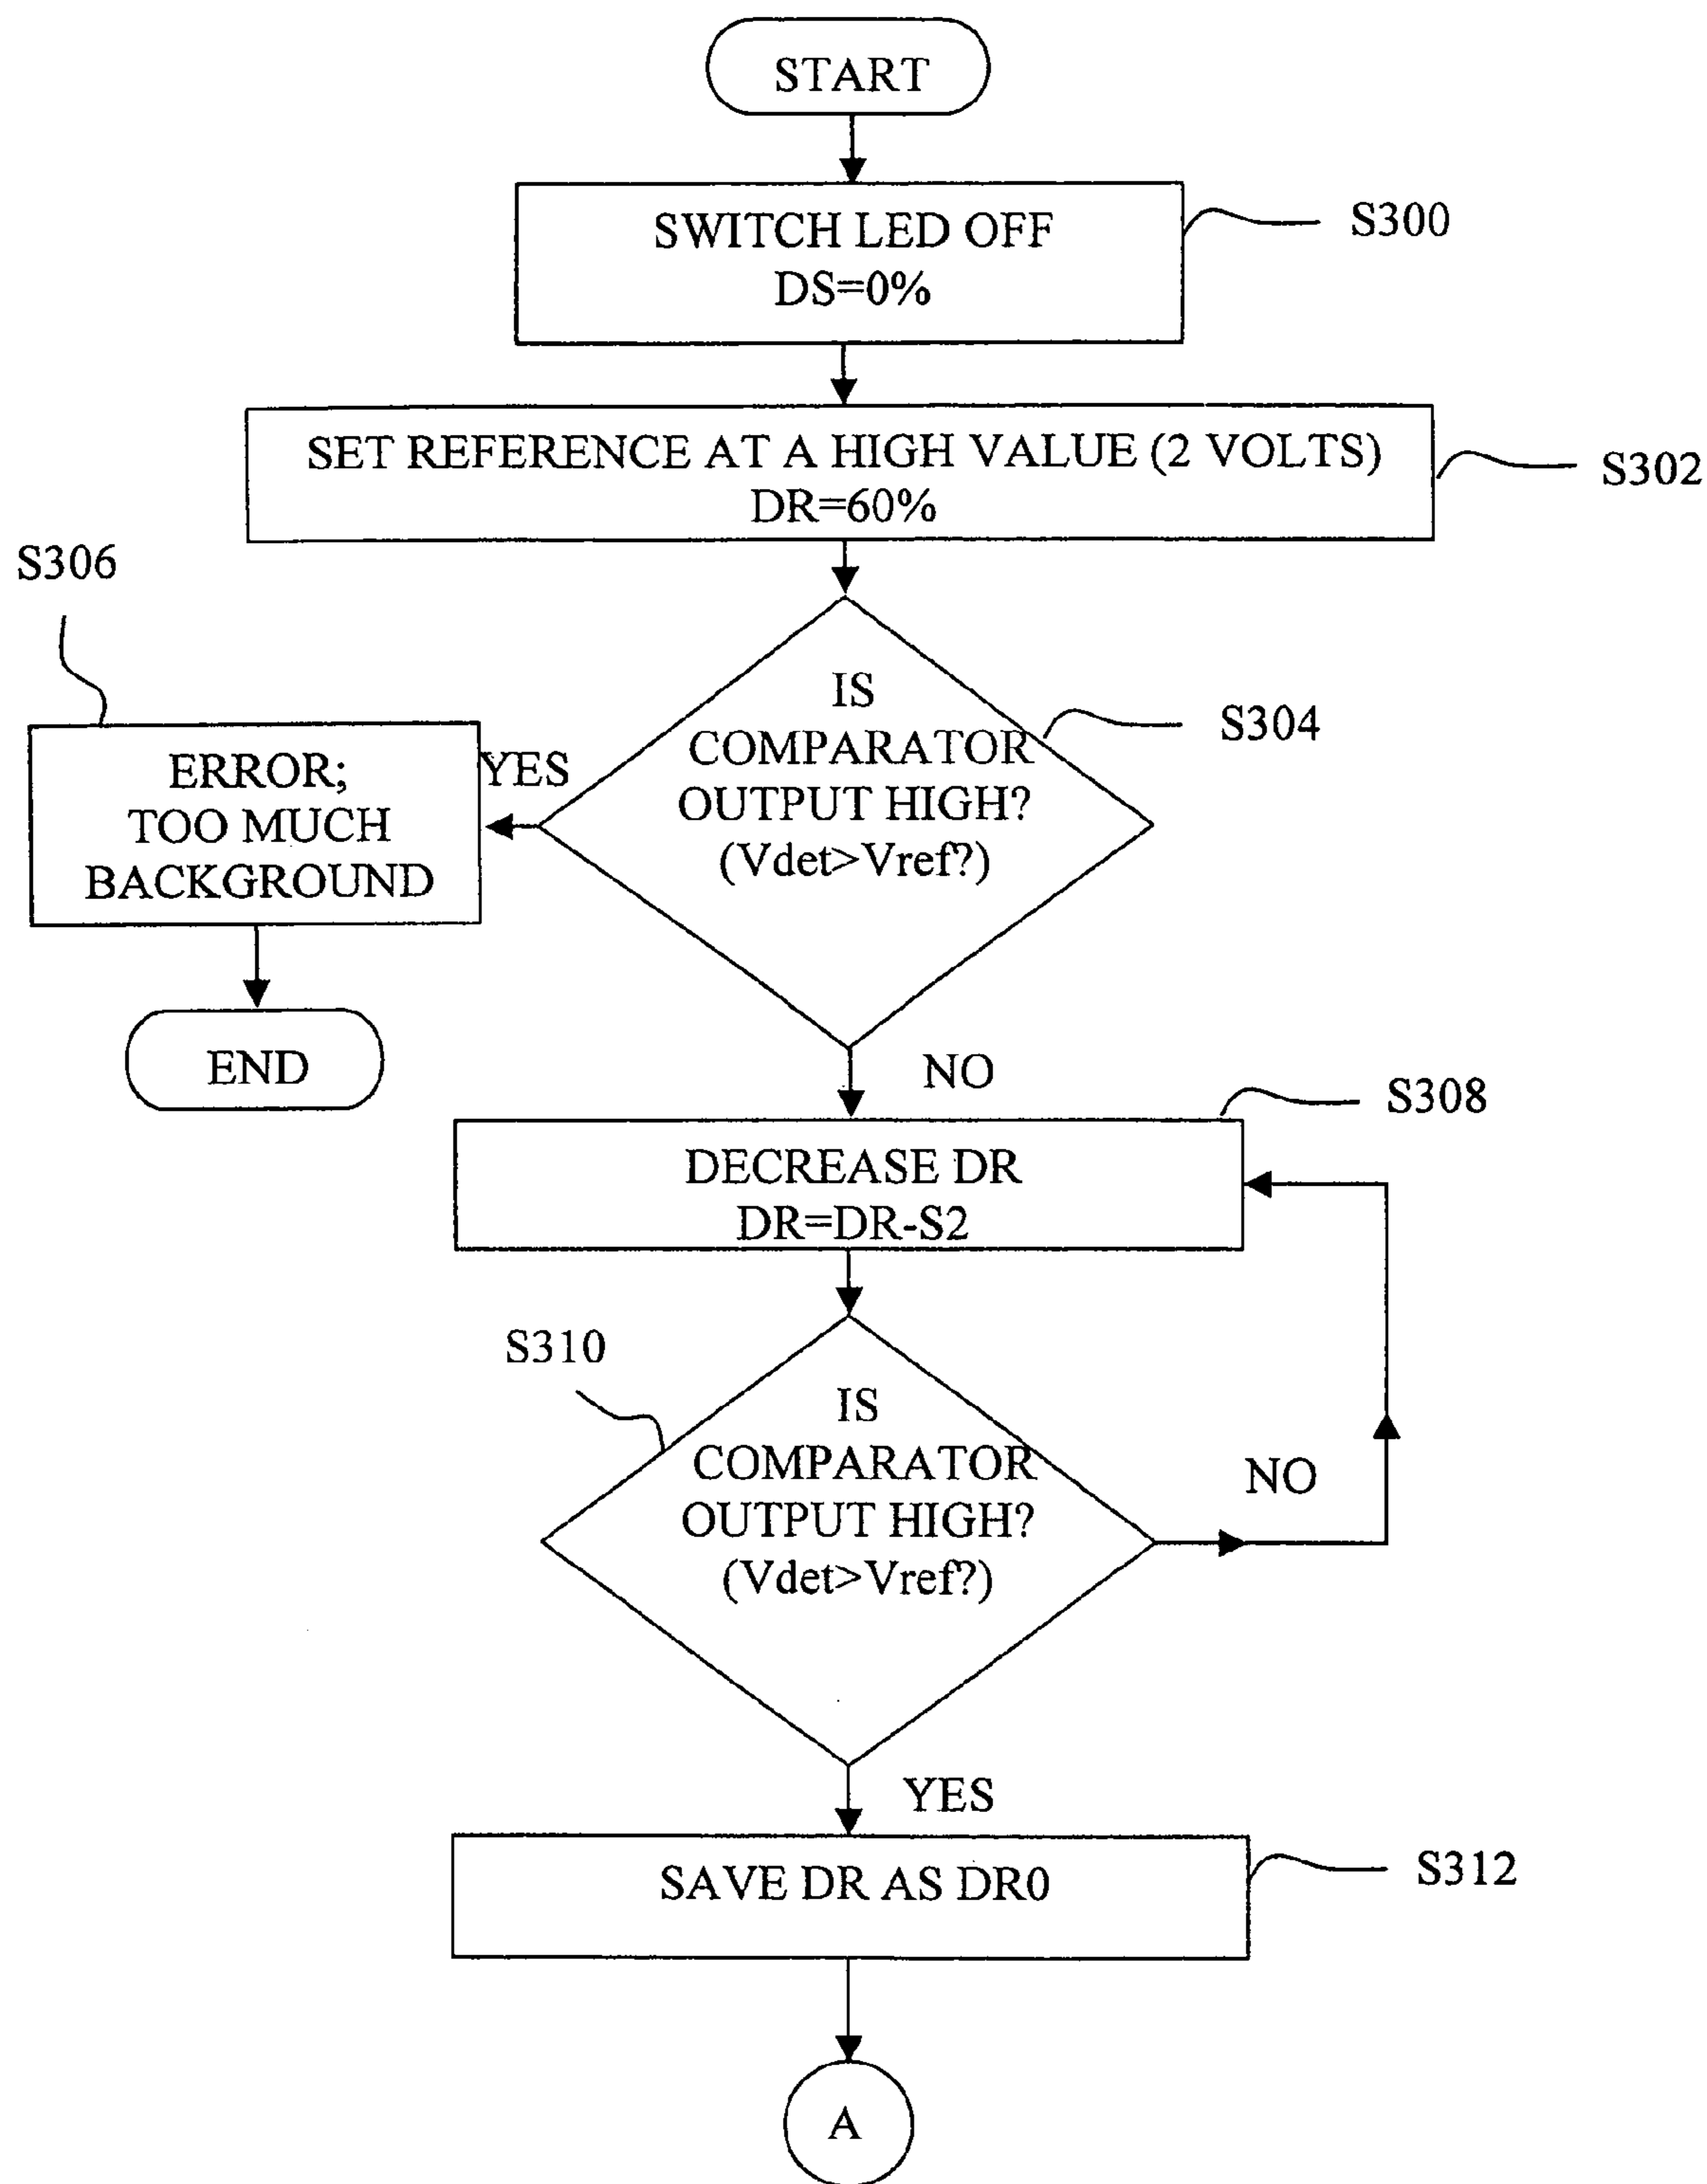 START
SWITCH LED OFF
DS=0%
S300
SET REFERENCE AT A HIGH VALUE (2 VOLTS)
DR=60%
S302
S306
IS
COMPARATOR
OUTPUT HIGH?
(Vdet>Vref?)
S304
YES
ERROR;
TOO MUCH
BACKGROUND
END
NO
S308
DECREASE DR
DR=DR-S2
S310
IS
COMPARATOR
OUTPUT HIGH?
(Vdet>Vref?)
NO
YES
SAVE DR AS DR0
S312
A